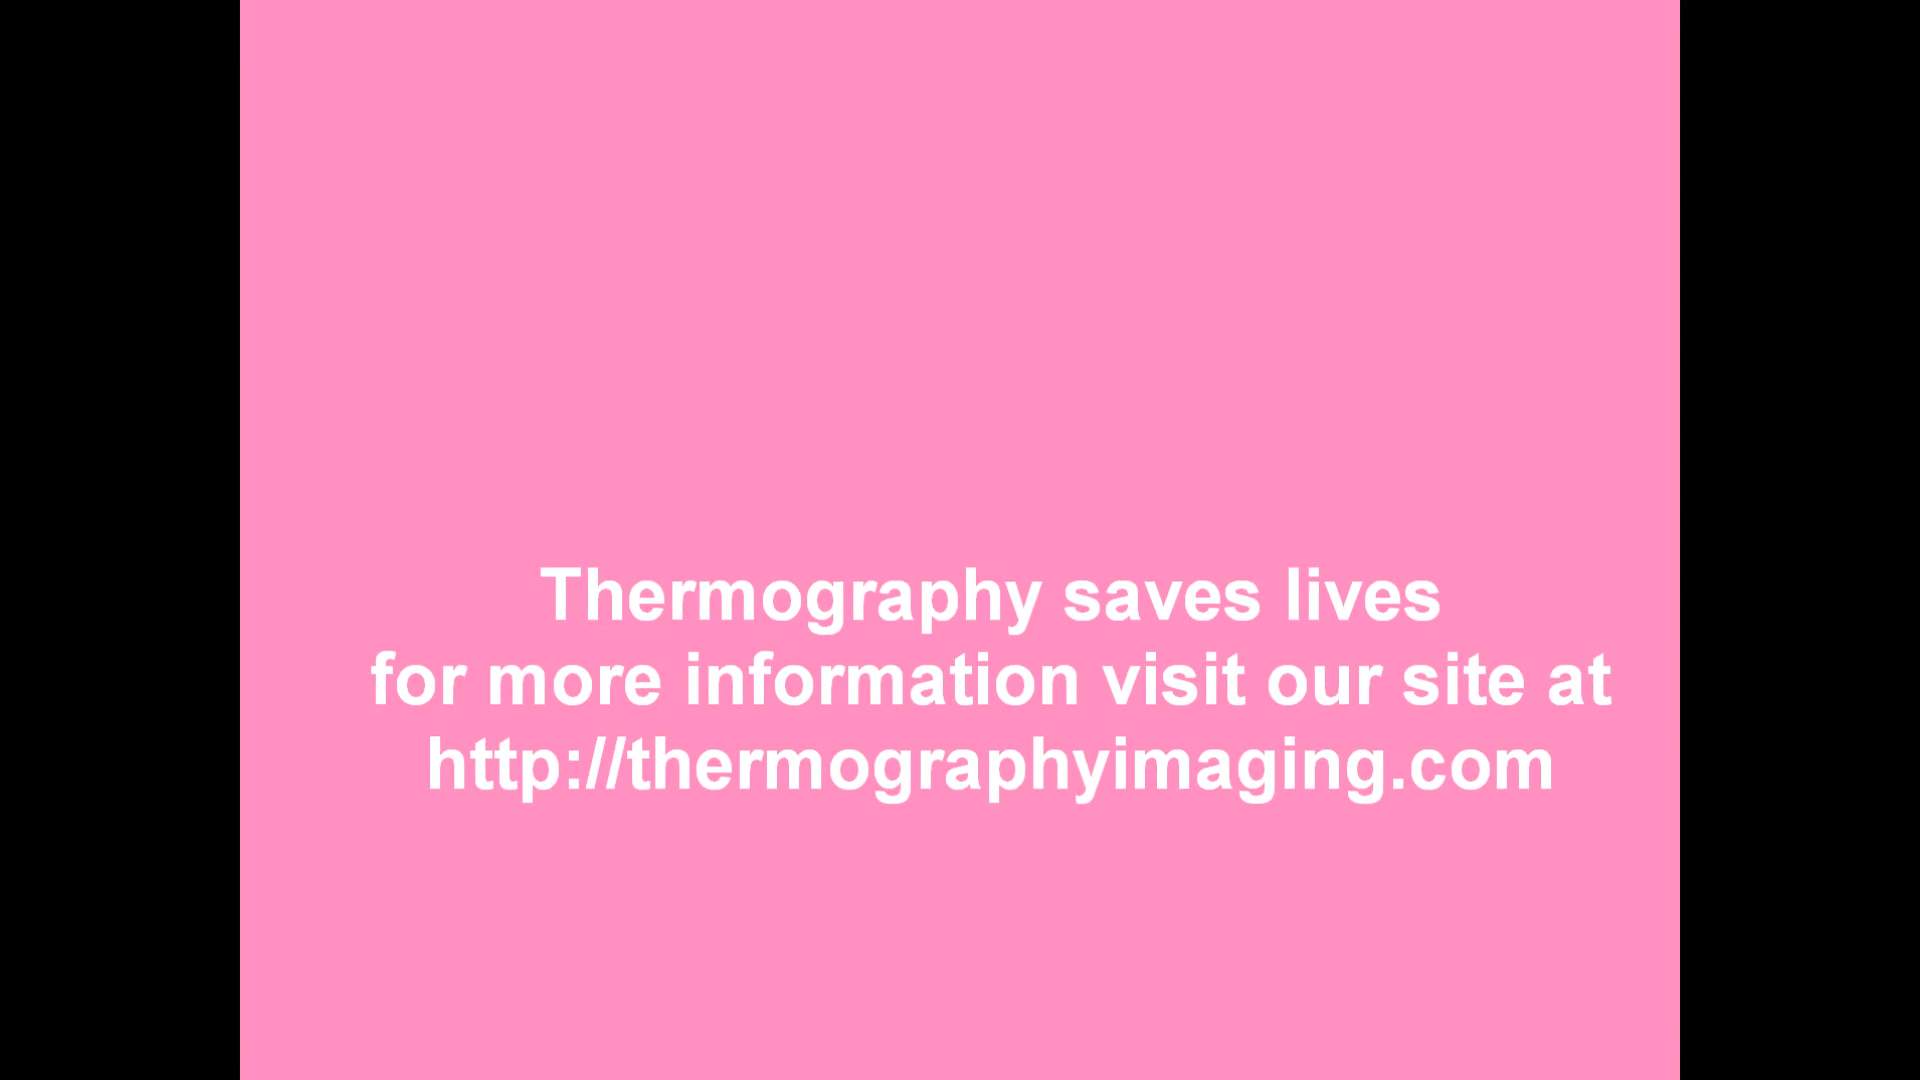 Thermography saves lives
for more information visit our site at
http://thermographyimaging.com